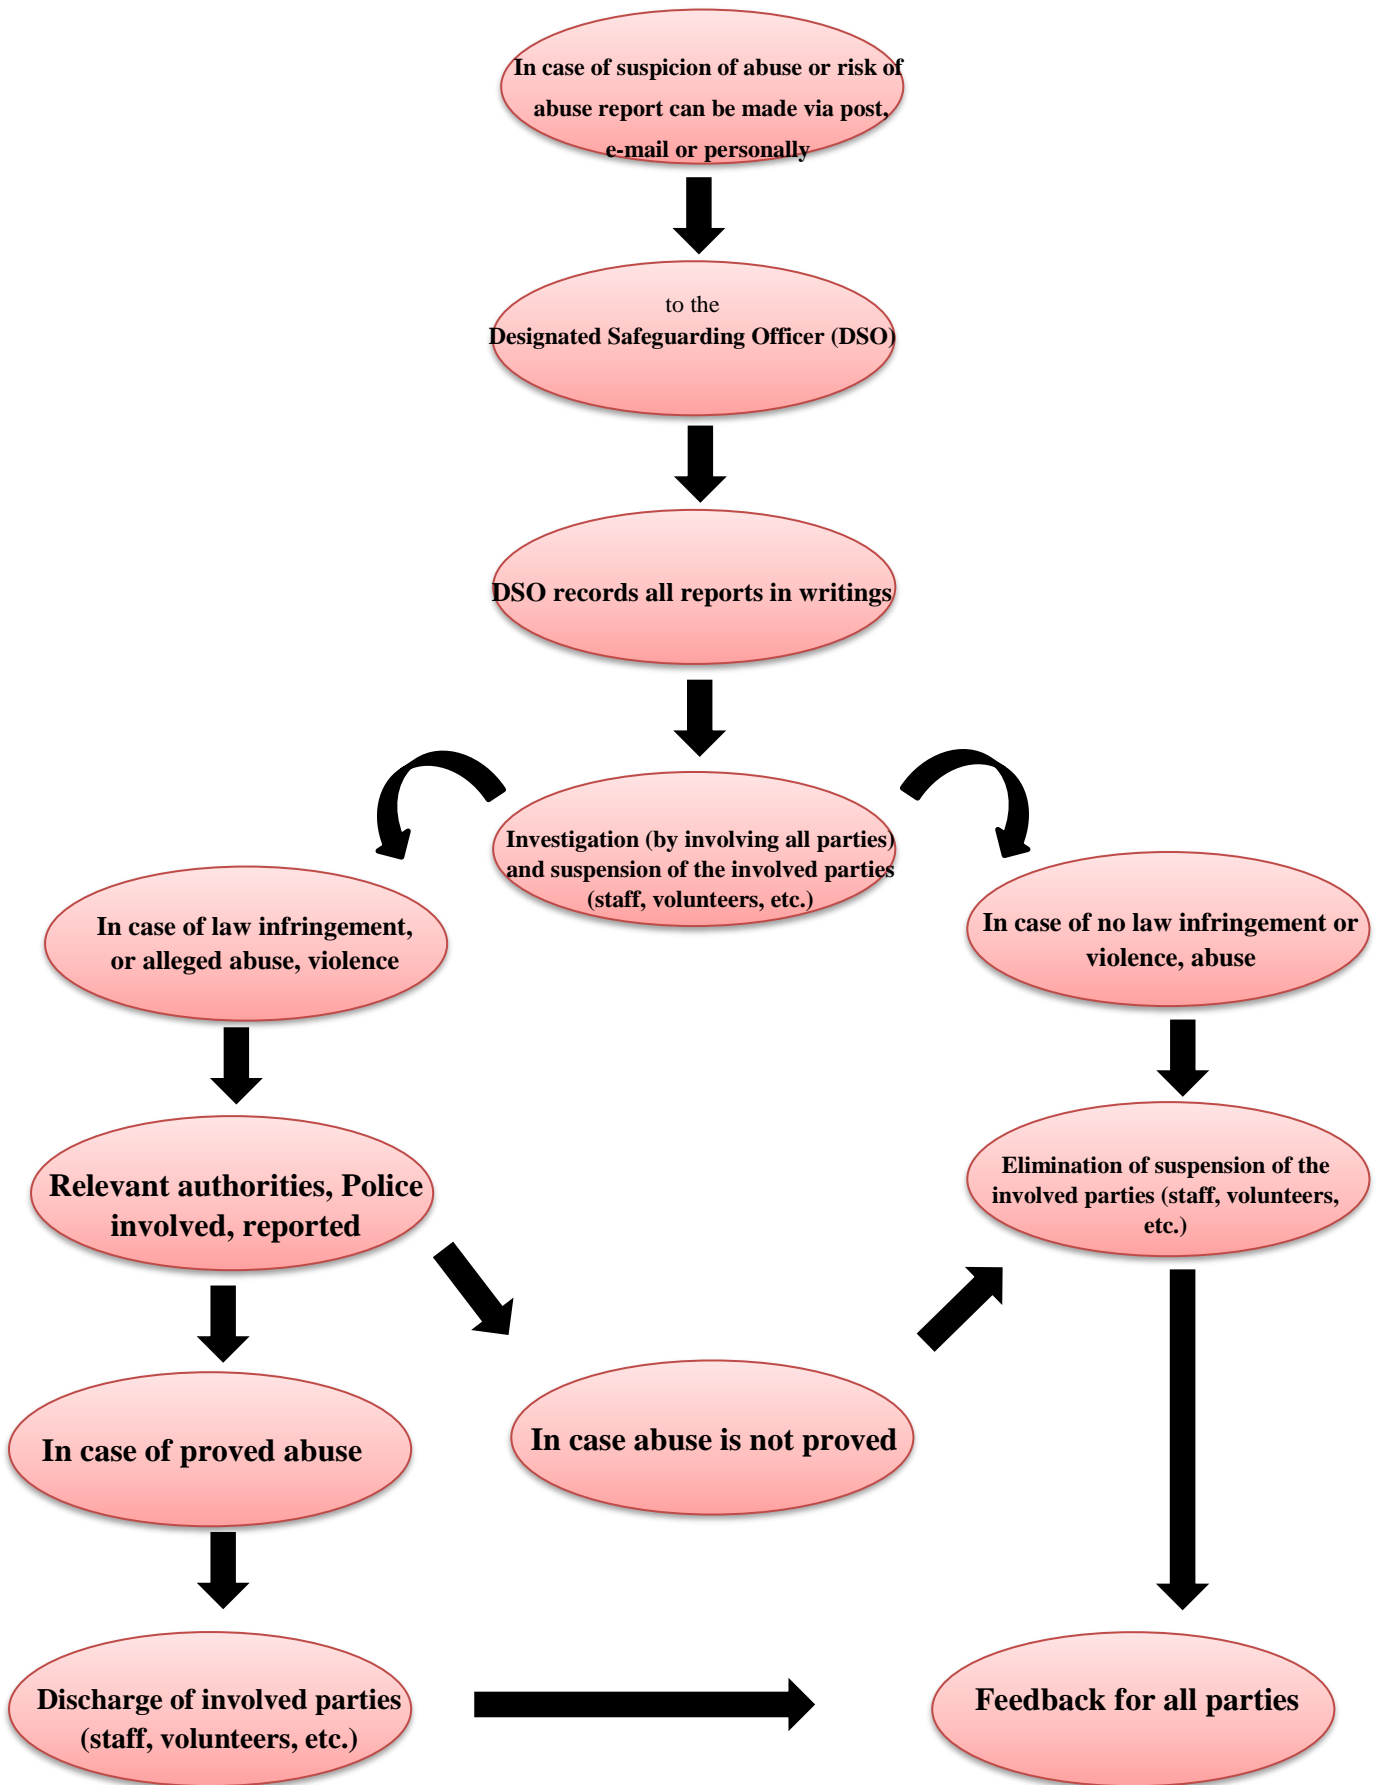 In case of suspicion of abuse or risk of
abuse report can be made via post,
e-mail or personally
to the
Designated Safeguarding Officer (DSO)
DSO records all reports in writings
Investigation (by involving all parties)
and suspension of the involved parties
(staff, volunteers, etc.)
In case of law infringement,
or alleged abuse, violence
In case of no law infringement or
violence, abuse
Relevant authorities, Police
involved, reported
Elimination of suspension of the
involved parties (staff, volunteers,
etc.)
In case of proved abuse
In case abuse is not proved
Discharge of involved parties
(staff, volunteers, etc.)
Feedback for all parties